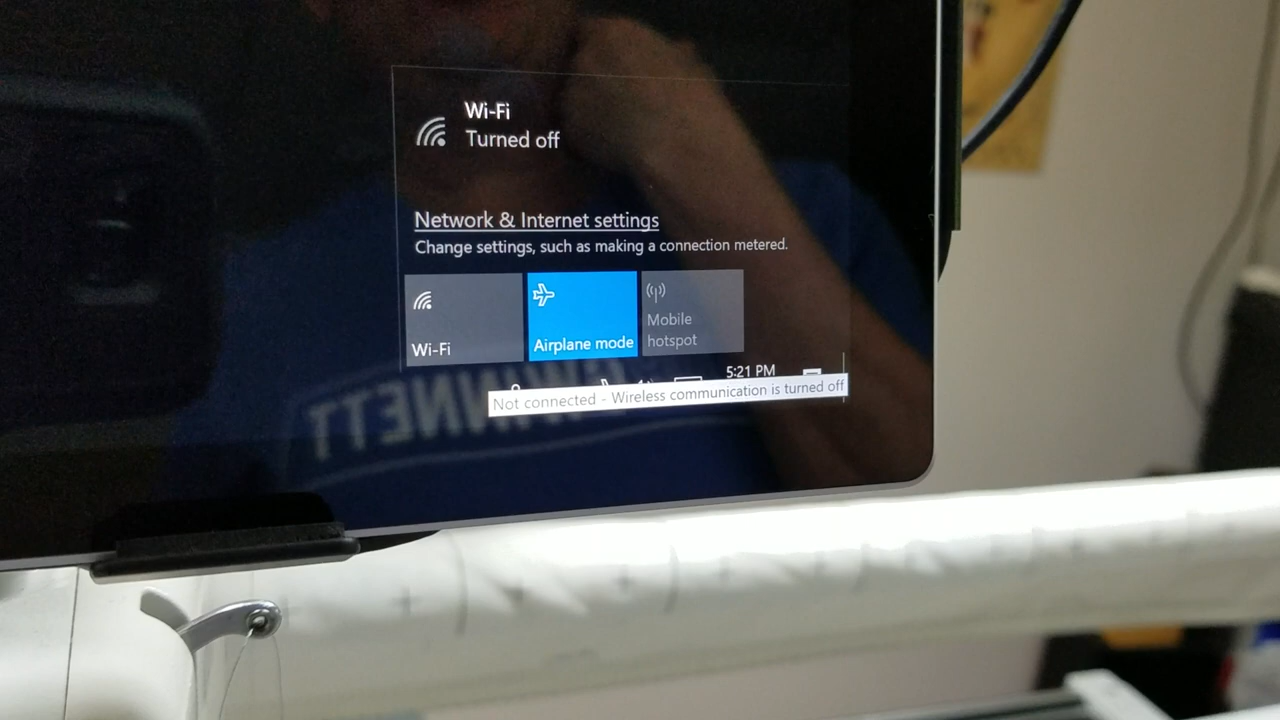 Wi-Fi
Turned off
Network & Internet settings
Change settings, such as making a connection metered.
Wi-Fi
Airplane mode
Mobile
hotspot
5:21 PM
Not connected - Wireless communication is turned off
GWINNETT